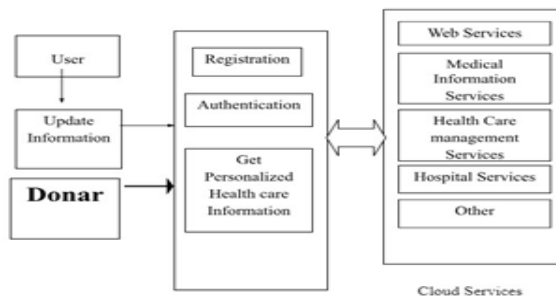 User
Update
Information
Donar
Registration
Authentication
Get
Personalized
Health care
Information
Web Services
Medical
Information
Services
Health Care
management
Services
Hospital Services
Other
Cloud Services